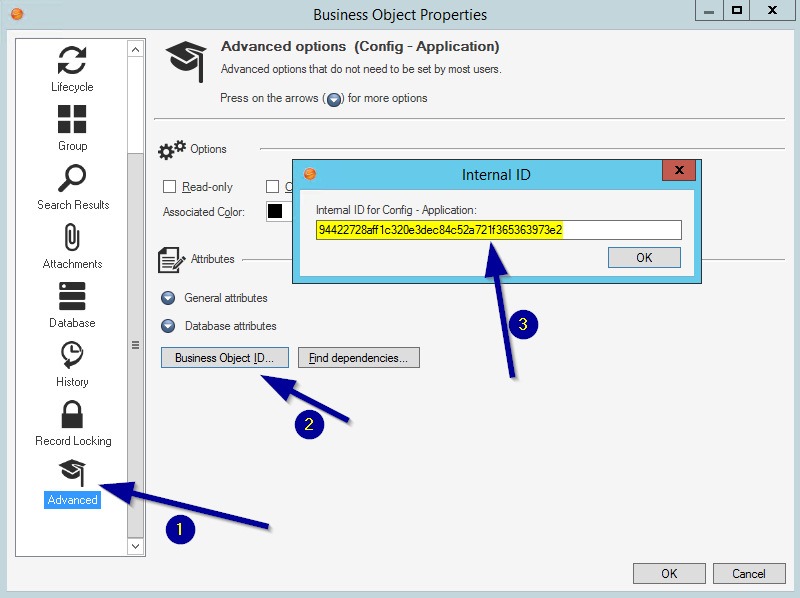 Business Object Properties
Lifecycle
Group
Search Results
Attachments
Database
History
Record Locking
Advanced
Advanced options (Config - Application)
Advanced options that do not need to be set by most users.
Press on the arrows ( ) for more options
Options
Read-only
Associated Color:
Attributes
General attributes
Database attributes
Business Object ID...
Find dependencies...
Internal ID
X
Internal ID for Config - Application:
94422728aff1c320e3dec84c52a721f365363973e2
OK
1
2
3
OK
Cancel